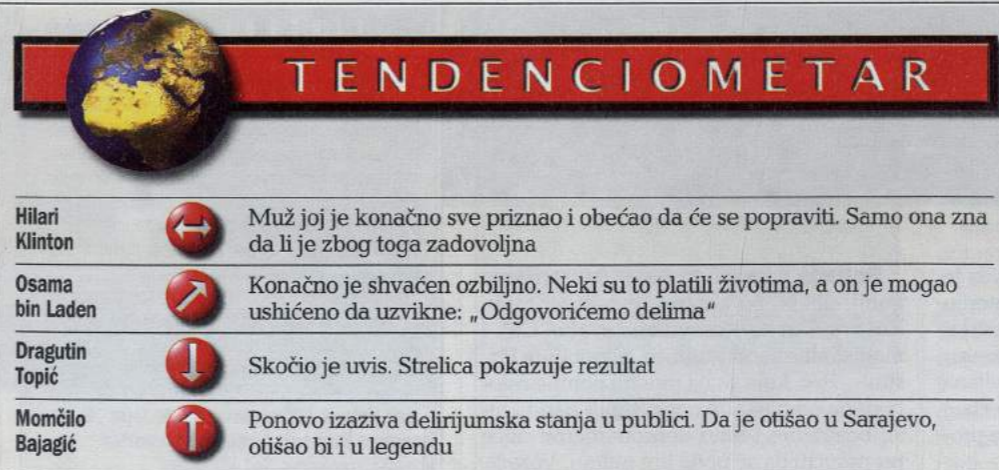 TENDENCIOMETAR
Hilari
Klinton
Muž joj je konačno sve priznao i obećao da će se popraviti. Samo ona zna
da li je zbog toga zadovoljna
Osama
bin Laden
Konačno je shvaćen ozbiljno. Neki su to platili životima, a on je mogao
ushićeno da uzvikne: „Odgovorićemo delima“
Dragutin
Topić
Skočio je uvis. Strelica pokazuje rezultat
Momčilo
Bajagić
Ponovo izaziva delirijumska stanja u publici. Da je otišao u Sarajevo,
otišao bi i u legendu